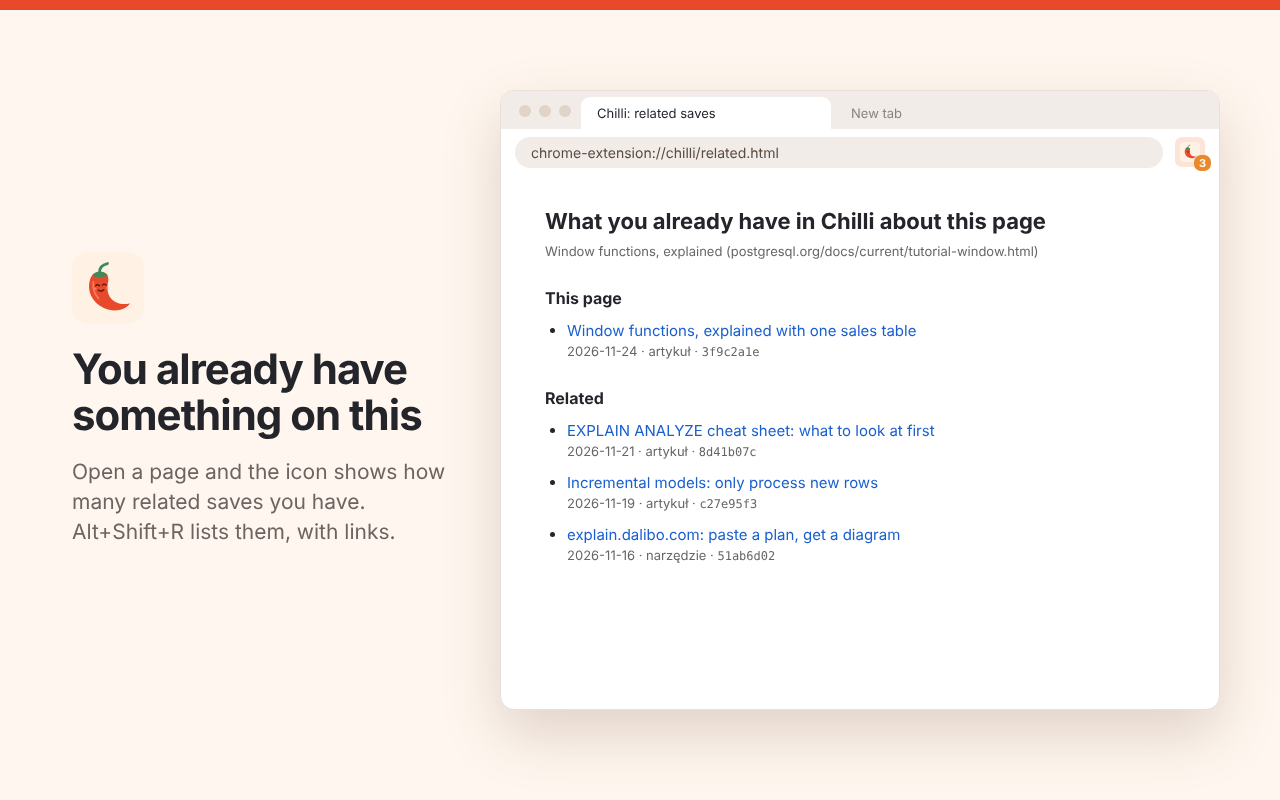 Chilli: related saves
New tab
chrome-extension://chilli/related.html
3
You already have
something on this
Open a page and the icon shows how
many related saves you have.
Alt+Shift+R lists them, with links.
What you already have in Chilli about this page
Window functions, explained (postgresql.org/docs/current/tutorial-window.html)
This page
Window functions, explained with one sales table
2026-11-24 · artykuł · 3f9c2a1e
Related
EXPLAIN ANALYZE cheat sheet: what to look at first
2026-11-21 · artykuł · 8d41b07c
Incremental models: only process new rows
2026-11-19 · artykuł · c27e95f3
explain.dalibo.com: paste a plan, get a diagram
2026-11-16 · narzędzie · 51ab6d02